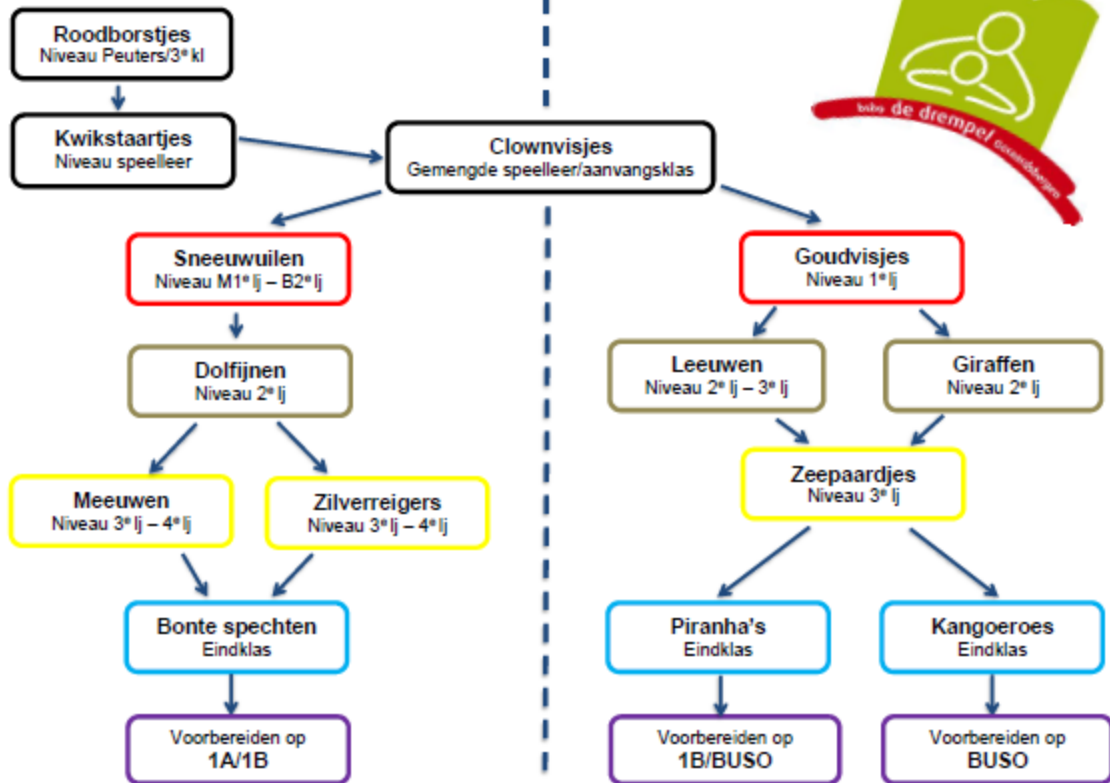 Roodborstjes
Niveau Peuters/3ᵉ kl
bsbo de drempel
Kwikstaartjes
Niveau speelleer
Clownvisjes
Gemengde speelleer/aanvangsklas
Sneeuwuilen
Niveau M1ᵉ lj – B2ᵉ lj
Goudvisjes
Niveau 1ᵉ lj
Dolfijnen
Niveau 2ᵉ lj
Leeuwen
Niveau 2ᵉ lj – 3ᵉ lj
Giraffen
Niveau 2ᵉ lj
Meeuwen
Niveau 3ᵉ lj – 4ᵉ lj
Zilverreigers
Niveau 3ᵉ lj – 4ᵉ lj
Zeepaardjes
Niveau 3ᵉ lj
Bonte spechten
Eindklas
Piranha's
Eindklas
Kangoeroes
Eindklas
Voorbereiden op
1A/1B
Voorbereiden op
1B/BUSO
Voorbereiden op
BUSO